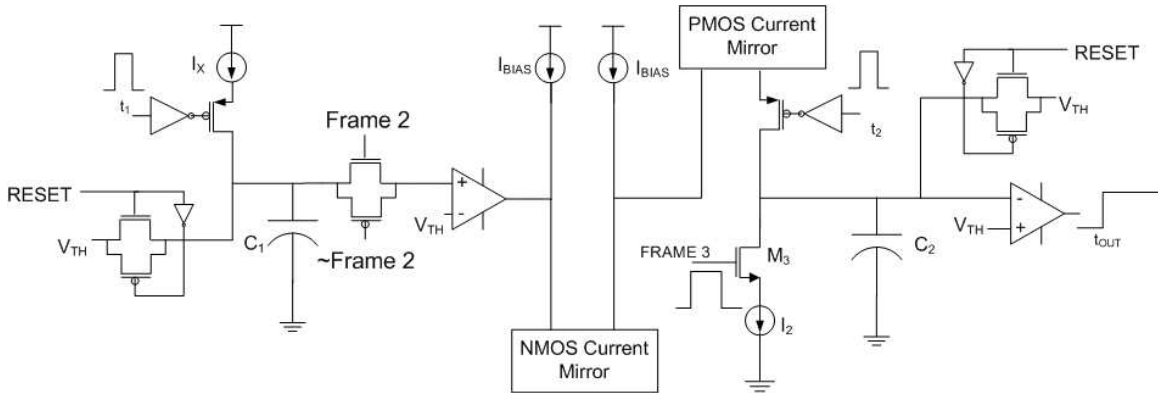 PMOS Current
Mirror
RESET
I_X
I_BIAS
I_BIAS
t_1
t_2
V_TH
Frame 2
RESET
+
V_TH
-
V_TH
C_1
~Frame 2
FRAME 3
M_3
C_2
-
V_TH
+
t_OUT
I_2
NMOS Current
Mirror